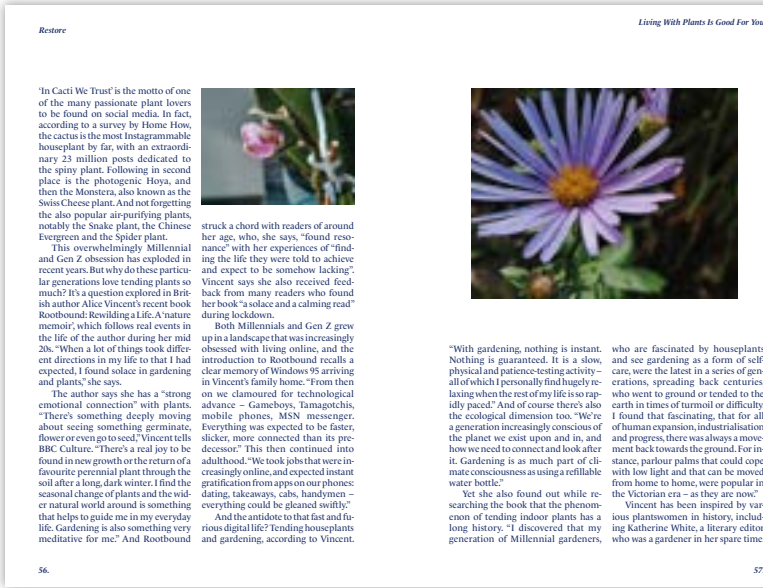 Restore
Living With Plants Is Good For You
'In Cacti We Trust' is the motto of one
of the many passionate plant lovers
to be found on social media. In fact,
according to a survey by Home How,
the cactus is the most Instagrammable
houseplant by far, with an extraordi-
nary 23 million posts dedicated to
the spiny plant. Following in second
place is the photogenic Hoya, and
then the Monstera, also known as the
Swiss Cheese plant. And not forgetting
the also popular air-purifying plants,
notably the Snake plant, the Chinese
Evergreen and the Spider plant.
This overwhelmingly Millennial
and Gen Z obsession has exploded in
recent years. But why do these particu-
lar generations love tending plants so
much? It's a question explored in Brit-
ish author Alice Vincent's recent book
Rootbound: Rewilding a Life. A 'nature
memoir', which follows real events in
the life of the author during her mid
20s. "When a lot of things took differ-
ent directions in my life to that I had
expected, I found solace in gardening
and plants," she says.
The author says she has a "strong
emotional connection" with plants.
"There's something deeply moving
about seeing something germinate,
flower or even go to seed," Vincent tells
BBC Culture. "There's a real joy to be
found in new growth or the return of a
favourite perennial plant through the
soil after a long, dark winter. I find the
seasonal change of plants and the wid-
er natural world around is something
that helps to guide me in my everyday
life. Gardening is also something very
meditative for me." And Rootbound
struck a chord with readers of around
her age, who, she says, "found reso-
nance" with her experiences of "find-
ing the life they were told to achieve
and expect to be somehow lacking".
Vincent says she also received feed-
back from many readers who found
her book "a solace and a calming read"
during lockdown.
Both Millennials and Gen Z grew
up in a landscape that was increasingly
obsessed with living online, and the
introduction to Rootbound recalls a
clear memory of Windows 95 arriving
in Vincent's family home. "From then
on we clamoured for technological
advance – Gameboys, Tamagotchis,
mobile phones, MSN messenger.
Everything was expected to be faster,
slicker, more connected than its pre-
decessor." This then continued into
adulthood. "We took jobs that were in-
creasingly online, and expected instant
gratification from apps on our phones:
dating, takeaways, cabs, handymen –
everything could be gleaned swiftly."
And the antidote to that fast and fu-
rious digital life? Tending houseplants
and gardening, according to Vincent.
"With gardening, nothing is instant.
Nothing is guaranteed. It is a slow,
physical and patience-testing activity –
all of which I personally find hugely re-
laxing when the rest of my life is so rap-
idly paced." And of course there's also
the ecological dimension too. "We're
a generation increasingly conscious of
the planet we exist upon and in, and
how we need to connect and look after
it. Gardening is as much part of cli-
mate consciousness as using a refillable
water bottle."
Yet she also found out while re-
searching the book that the phenom-
enon of tending indoor plants has a
long history. "I discovered that my
generation of Millennial gardeners,
who are fascinated by houseplants
and see gardening as a form of self-
care, were the latest in a series of gen-
erations, spreading back centuries,
who went to ground or tended to the
earth in times of turmoil or difficulty.
I found that fascinating, that for all
of human expansion, industrialisation
and progress, there was always a move-
ment back towards the ground. For in-
stance, parlour palms that could cope
with low light and that can be moved
from home to home, were popular in
the Victorian era – as they are now."
Vincent has been inspired by var-
ious plantswomen in history, includ-
ing Katherine White, a literary editor
who was a gardener in her spare time.
56.
57.